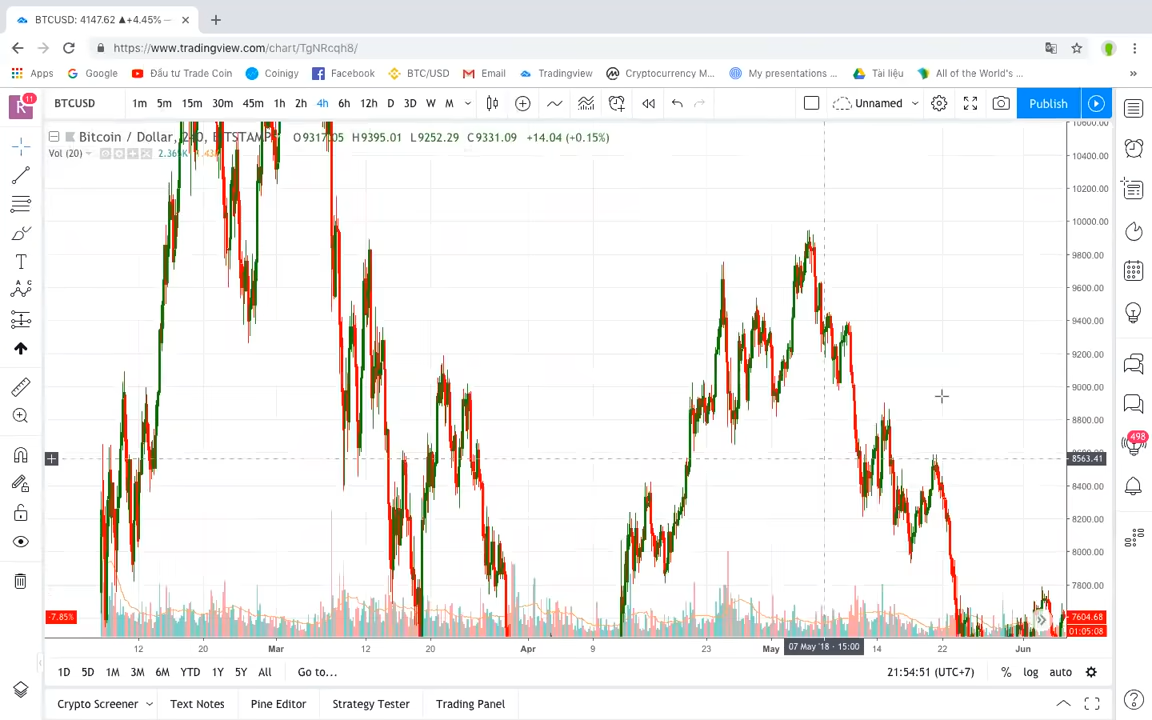 BTCUSD: 4147.62 ▲+4.45% —
https://www.tradingview.com/chart/TgNRcqh8/
Apps Google Đầu tư Trade Coin Coinigy Facebook BTC/USD Email Tradingview Cryptocurrency M... My presentations ... Tài liệu All of the World's ... »
R 11 BTCUSD 1m 5m 15m 30m 45m 1h 2h 4h 6h 12h D 3D W M Unnamed Publish
Bitcoin / Dollar, 240, BITSTAMP O9317.05 H9395.01 L9252.29 C9331.09 +14.04 (+0.15%)
Vol (20)
10600.00
10400.00
10200.00
10000.00
9800.00
9600.00
9400.00
9200.00
9000.00
8800.00
498
8563.41
8400.00
8200.00
8000.00
7800.00
-7.85% 7604.68
01:05:08
12 20 Mar 12 20 Apr 9 23 May 07 May '18 - 15:00 14 22 Jun
1D 5D 1M 3M 6M YTD 1Y 5Y All Go to... 21:54:51 (UTC+7) % log auto
Crypto Screener Text Notes Pine Editor Strategy Tester Trading Panel